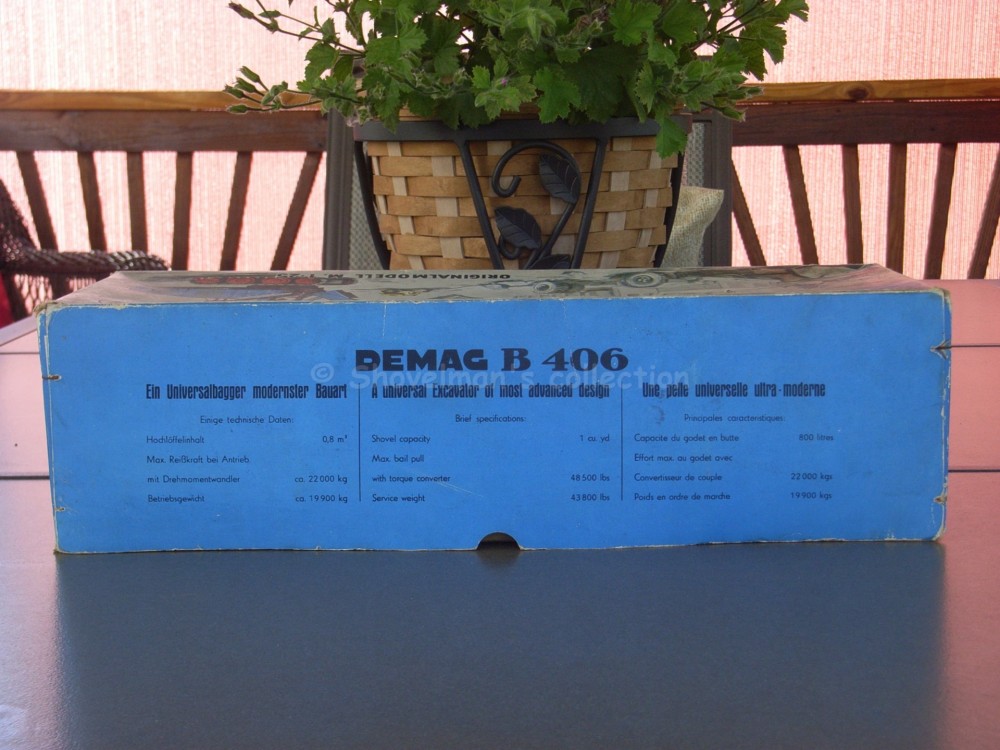 ORIGINALMODELL
DEMAG B 406
© Shovelman's collection
Ein Universalbagger modernster Bauart
Einige technische Daten:
Hochlöffelinhalt 0,8 m³
Max. Reißkraft bei Antrieb
mit Drehmomentwandler ca. 22 000 kg
Betriebsgewicht ca. 19 900 kg
A universal Excavator of most advanced design
Brief specifications:
Shovel capacity 1 cu. yd
Max. bail pull
with torque converter 48 500 lbs
Service weight 43 800 lbs
Une pelle universelle ultra-moderne
Principales caracteristiques:
Capacite du godet en butte 800 litres
Effort max. au godet avec
Convertisseur de couple 22 000 kgs
Poids en ordre de marche 19 900 kgs